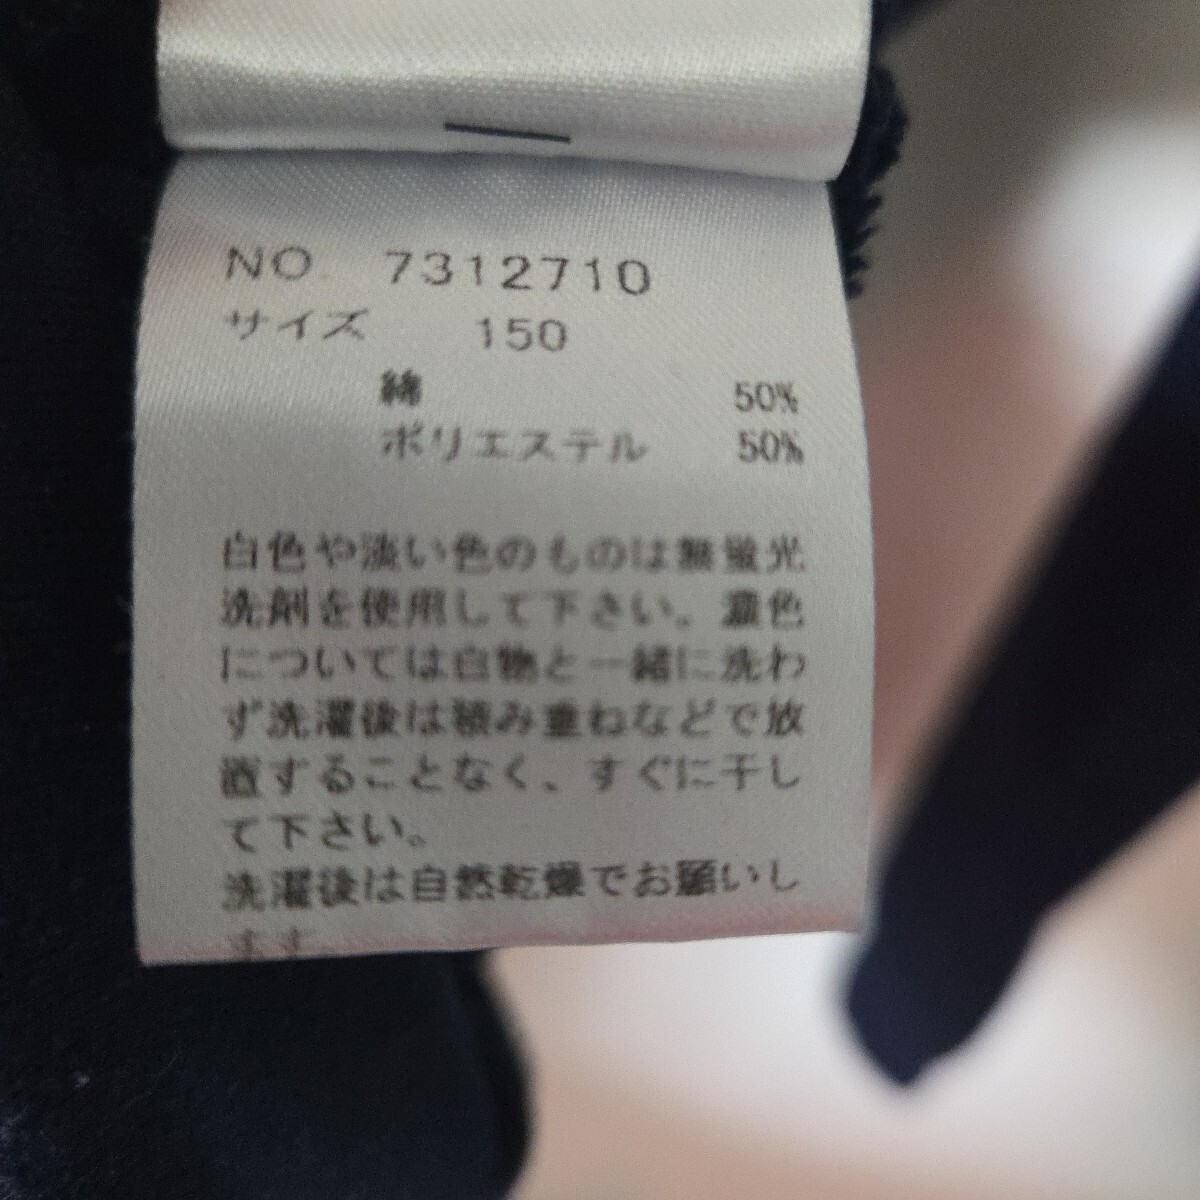 NO. 7312710
サイズ 150
綿 50%
ポリエステル 50%
白色や淡い色のものは無蛍光
洗剤を使用して下さい。濃色
については白物と一緒に洗わ
ず洗濯後は積み重ねなどで放
置することなく、すぐに干し
て下さい。
洗濯後は自然乾燥でお願いし
ます。